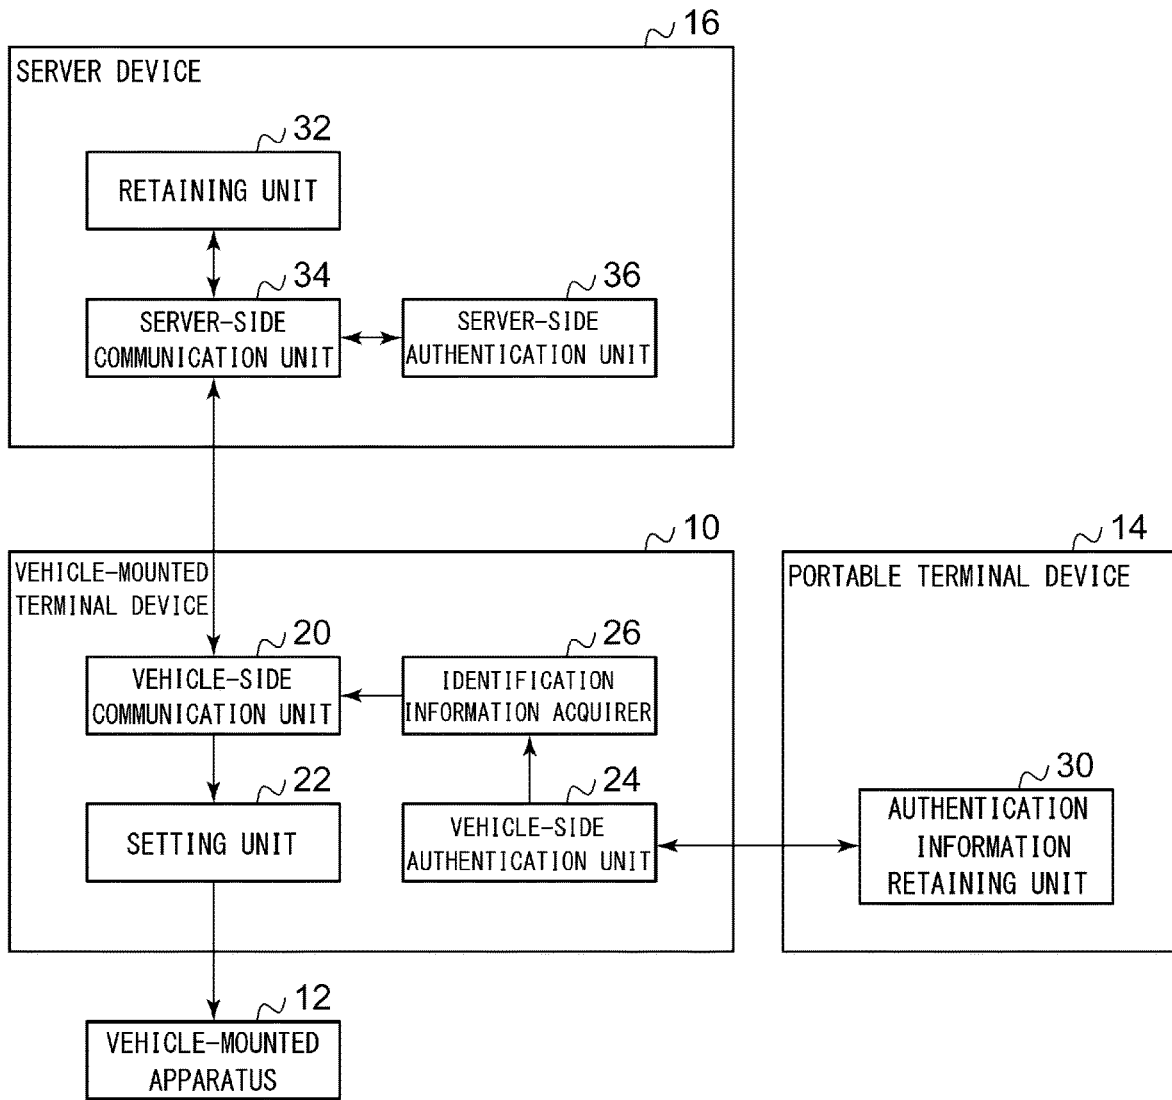 16
SERVER DEVICE
32
RETAINING UNIT
34
SERVER-SIDE
COMMUNICATION UNIT
36
SERVER-SIDE
AUTHENTICATION UNIT
10
VEHICLE-MOUNTED
TERMINAL DEVICE
20
VEHICLE-SIDE
COMMUNICATION UNIT
26
IDENTIFICATION
INFORMATION ACQUIRER
22
SETTING UNIT
24
VEHICLE-SIDE
AUTHENTICATION UNIT
14
PORTABLE TERMINAL DEVICE
30
AUTHENTICATION
INFORMATION
RETAINING UNIT
12
VEHICLE-MOUNTED
APPARATUS